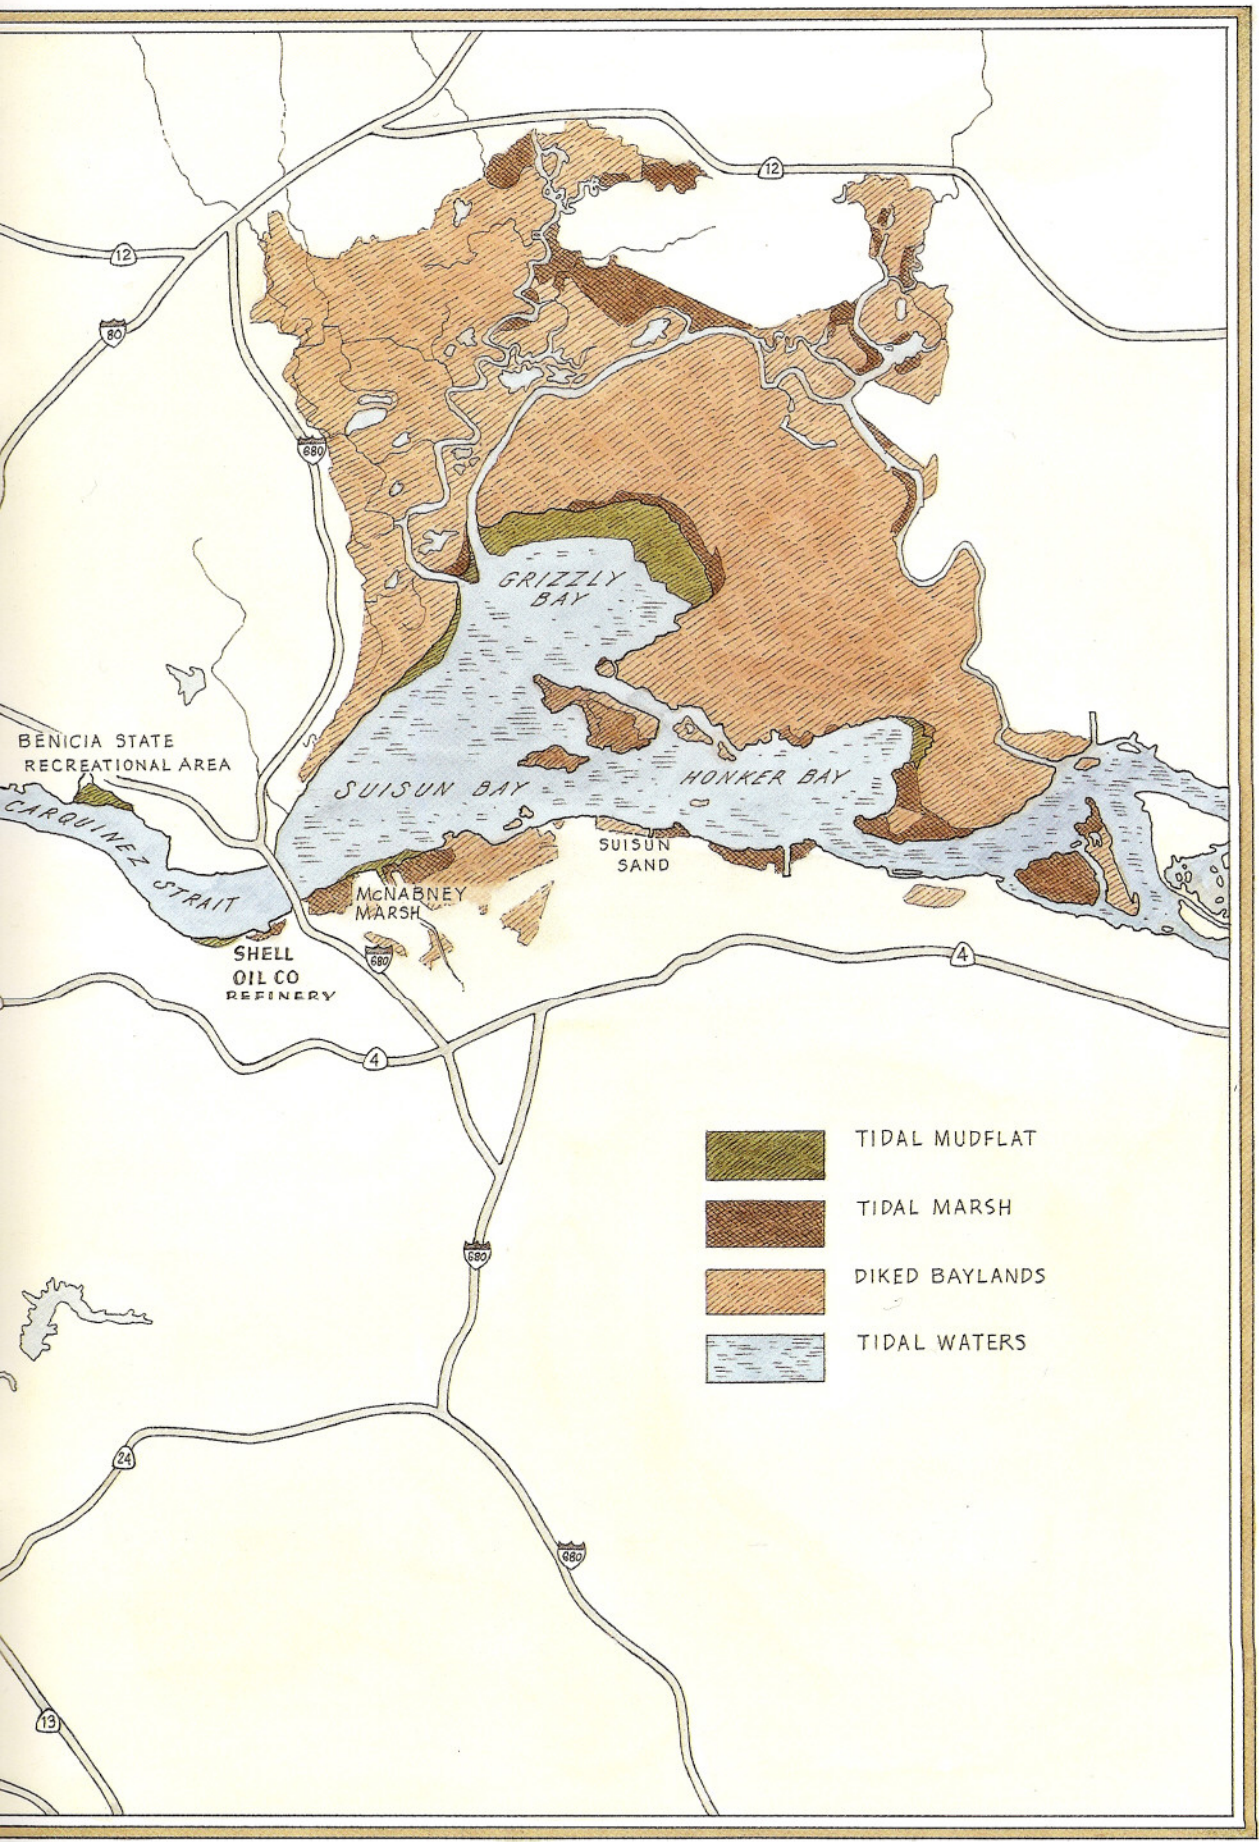 12
12
80
680
GRIZZLY
BAY
BENICIA STATE
RECREATIONAL AREA
SUISUN BAY
HONKER BAY
CARQUINEZ
STRAIT
SUISUN
SAND
McNABNEY
MARSH
SHELL
OIL CO
REFINERY
680
4
4
TIDAL MUDFLAT
TIDAL MARSH
DIKED BAYLANDS
TIDAL WATERS
680
24
680
13